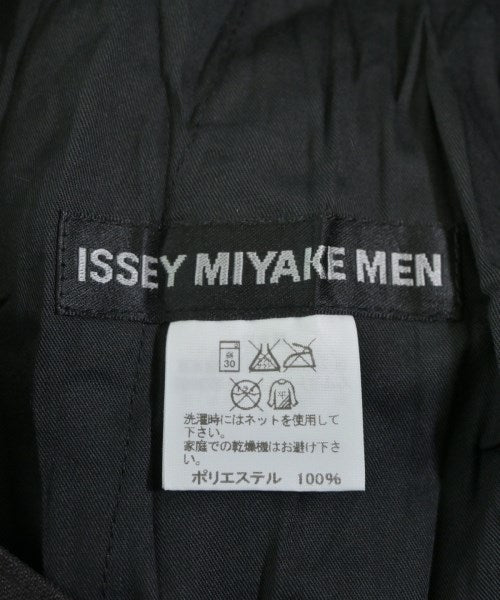 ISSEY MIYAKE MEN
弱
30
洗濯時にはネットを使用して
下さい。
家庭での乾燥機はお避け下さ
い。
ポリエステル 100%